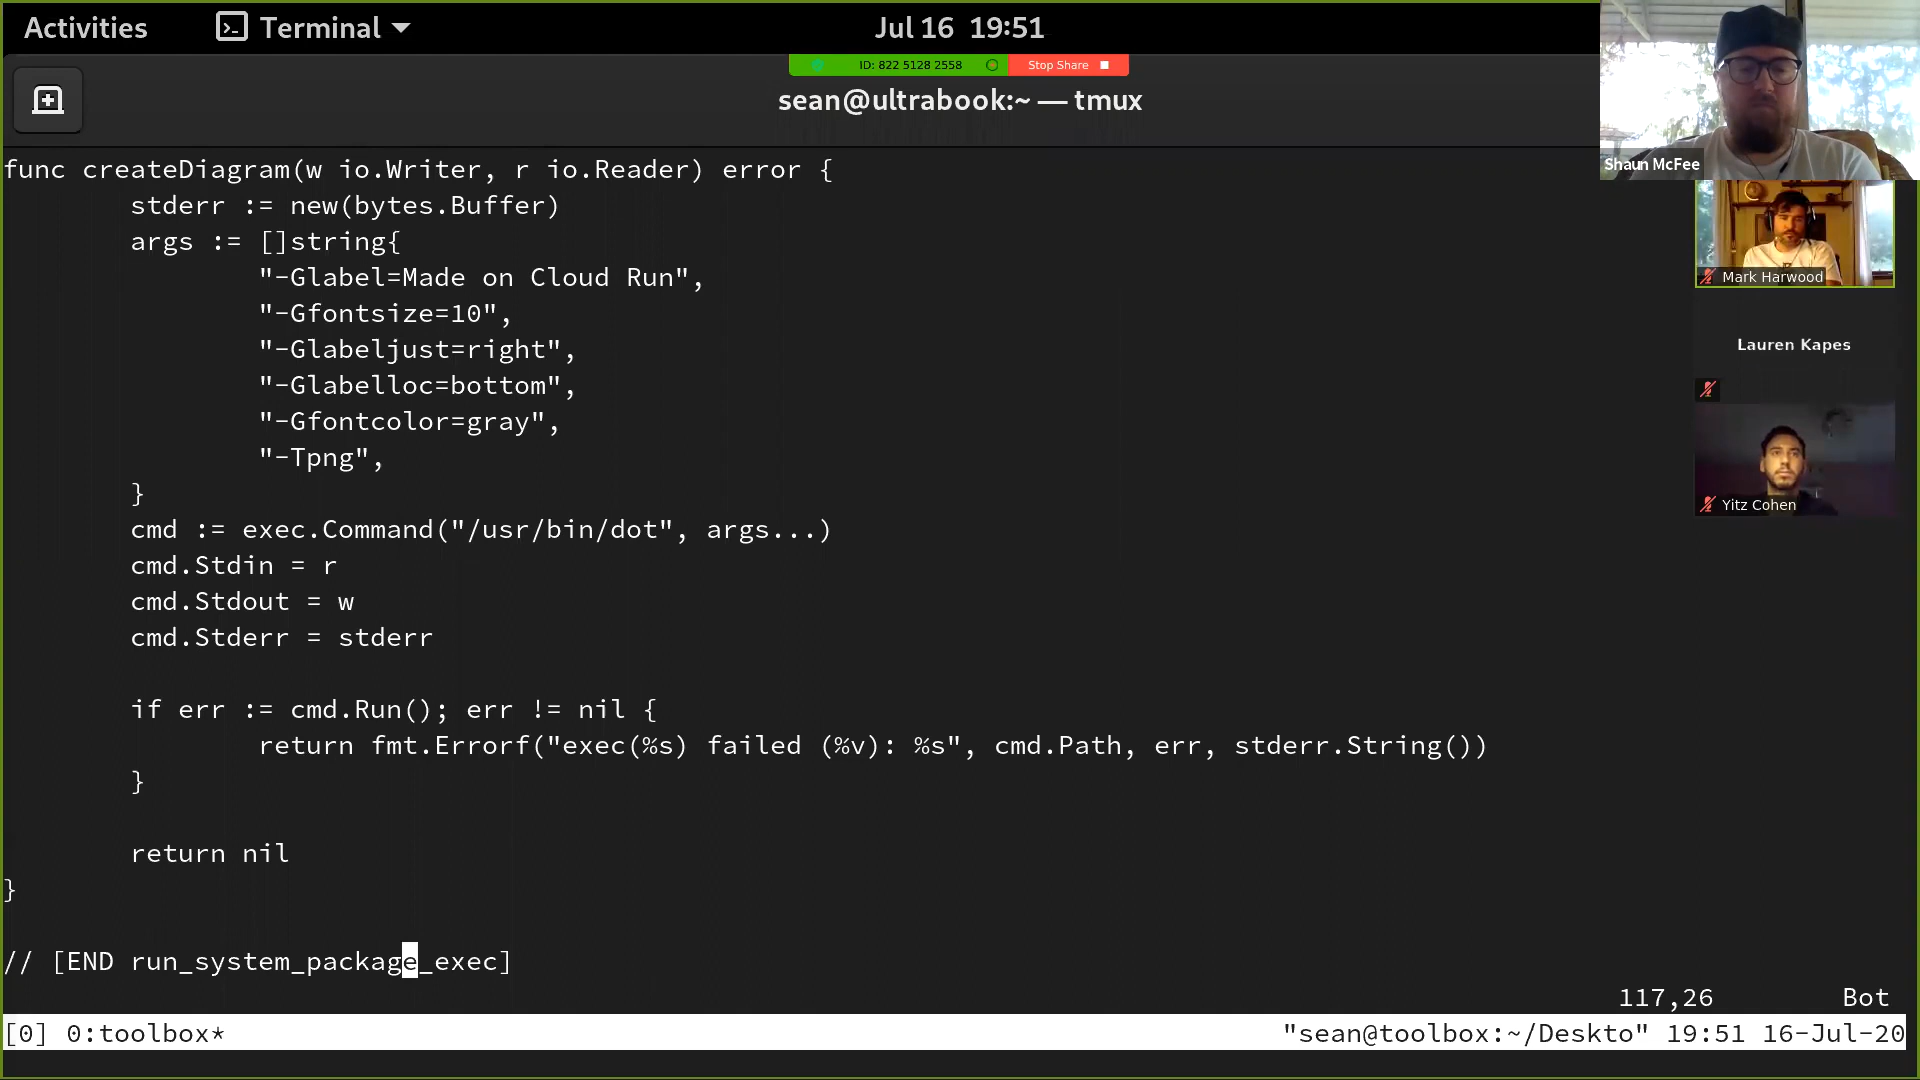 Activities
Terminal
Jul 16 19:51
ID: 822 5128 2558
Stop Share
sean@ultrabook:~ — tmux
func createDiagram(w io.Writer, r io.Reader) error {
stderr := new(bytes.Buffer)
args := []string{
"-Glabel=Made on Cloud Run",
"-Gfontsize=10",
"-Glabeljust=right",
"-Glabelloc=bottom",
"-Gfontcolor=gray",
"-Tpng",
}
cmd := exec.Command("/usr/bin/dot", args...)
cmd.Stdin = r
cmd.Stdout = w
cmd.Stderr = stderr
if err := cmd.Run(); err != nil {
return fmt.Errorf("exec(%s) failed (%v): %s", cmd.Path, err, stderr.String())
}
return nil
}
// [END run_system_package_exec]
117,26 Bot
[0] 0:toolbox* "sean@toolbox:~/Deskto" 19:51 16-Jul-20
Shaun McFee
Mark Harwood
Lauren Kapes
Yitz Cohen